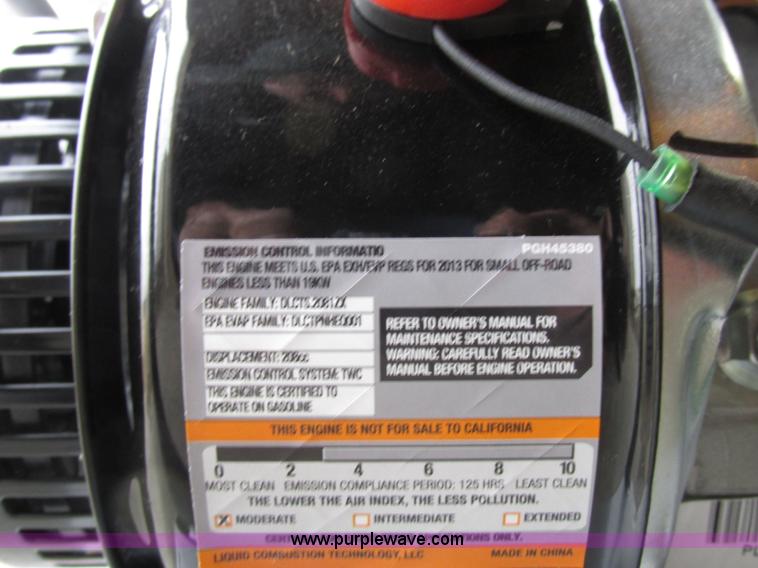 EMISSION CONTROL INFORMATIO
PGH45380
THIS ENGINE MEETS U.S. EPA EXH/EVP REGS FOR 2013 FOR SMALL OFF-ROAD
ENGINES LESS THAN 19KW
ENGINE FAMILY: DLCTS.2081ZX
EPA EVAP FAMILY: DLCTPNHEQ001
DISPLACEMENT: 208cc
EMISSION CONTROL SYSTEM: TWC
THIS ENGINE IS CERTIFIED TO
OPERATE ON GASOLINE
REFER TO OWNER'S MANUAL FOR
MAINTENANCE SPECIFICATIONS.
WARNING: CAREFULLY READ OWNER'S
MANUAL BEFORE ENGINE OPERATION.
THIS ENGINE IS NOT FOR SALE TO CALIFORNIA
0 2 4 6 8 10
MOST CLEAN EMISSION COMPLIANCE PERIOD: 125 HRS LEAST CLEAN
THE LOWER THE AIR INDEX, THE LESS POLLUTION.
MODERATE INTERMEDIATE EXTENDED
ONLY.
www.purplewave.com
LIQUID COMBUSTION TECHNOLOGY, LLC MADE IN CHINA